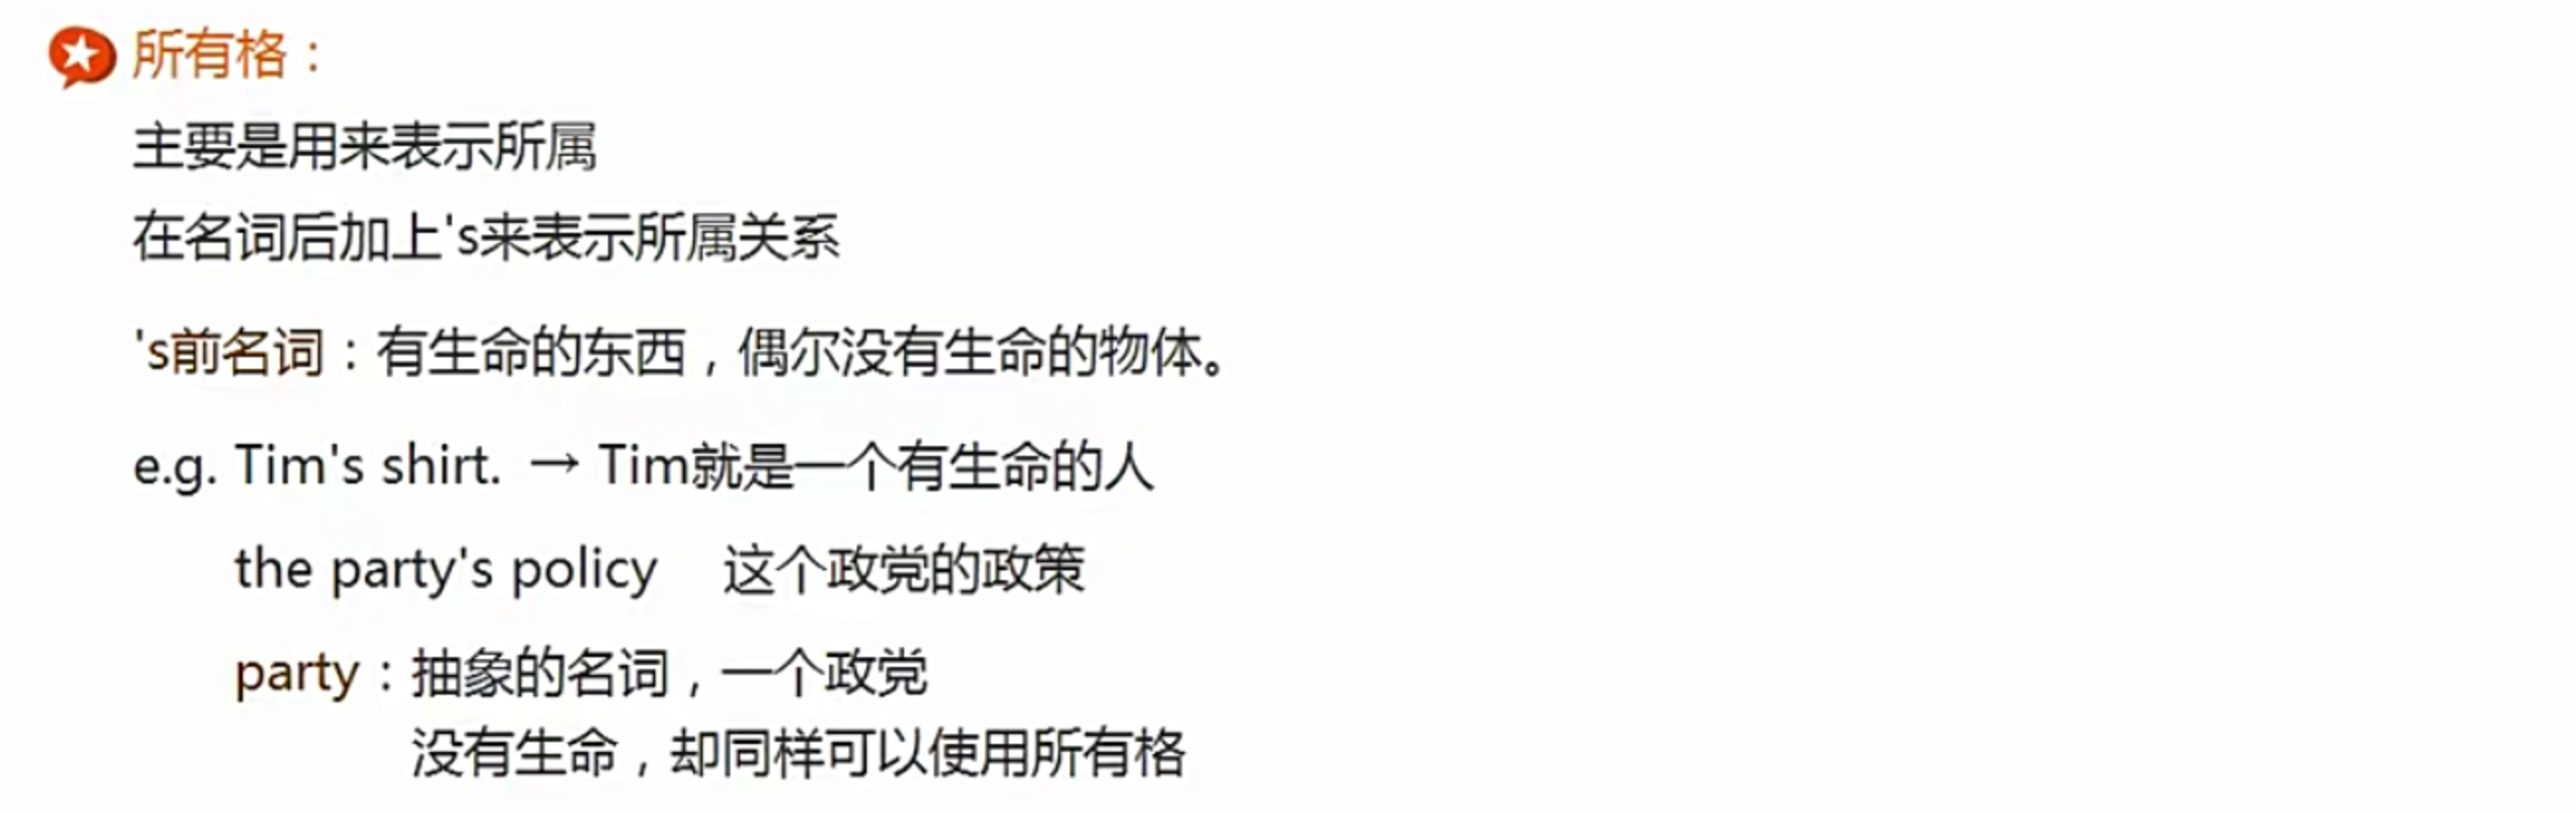 所有格：
主要是用来表示所属
在名词后加上's来表示所属关系
's前名词：有生命的东西，偶尔没有生命的物体。
e.g. Tim's shirt. → Tim就是一个有生命的人
the party's policy 这个政党的政策
party：抽象的名词，一个政党
没有生命，却同样可以使用所有格